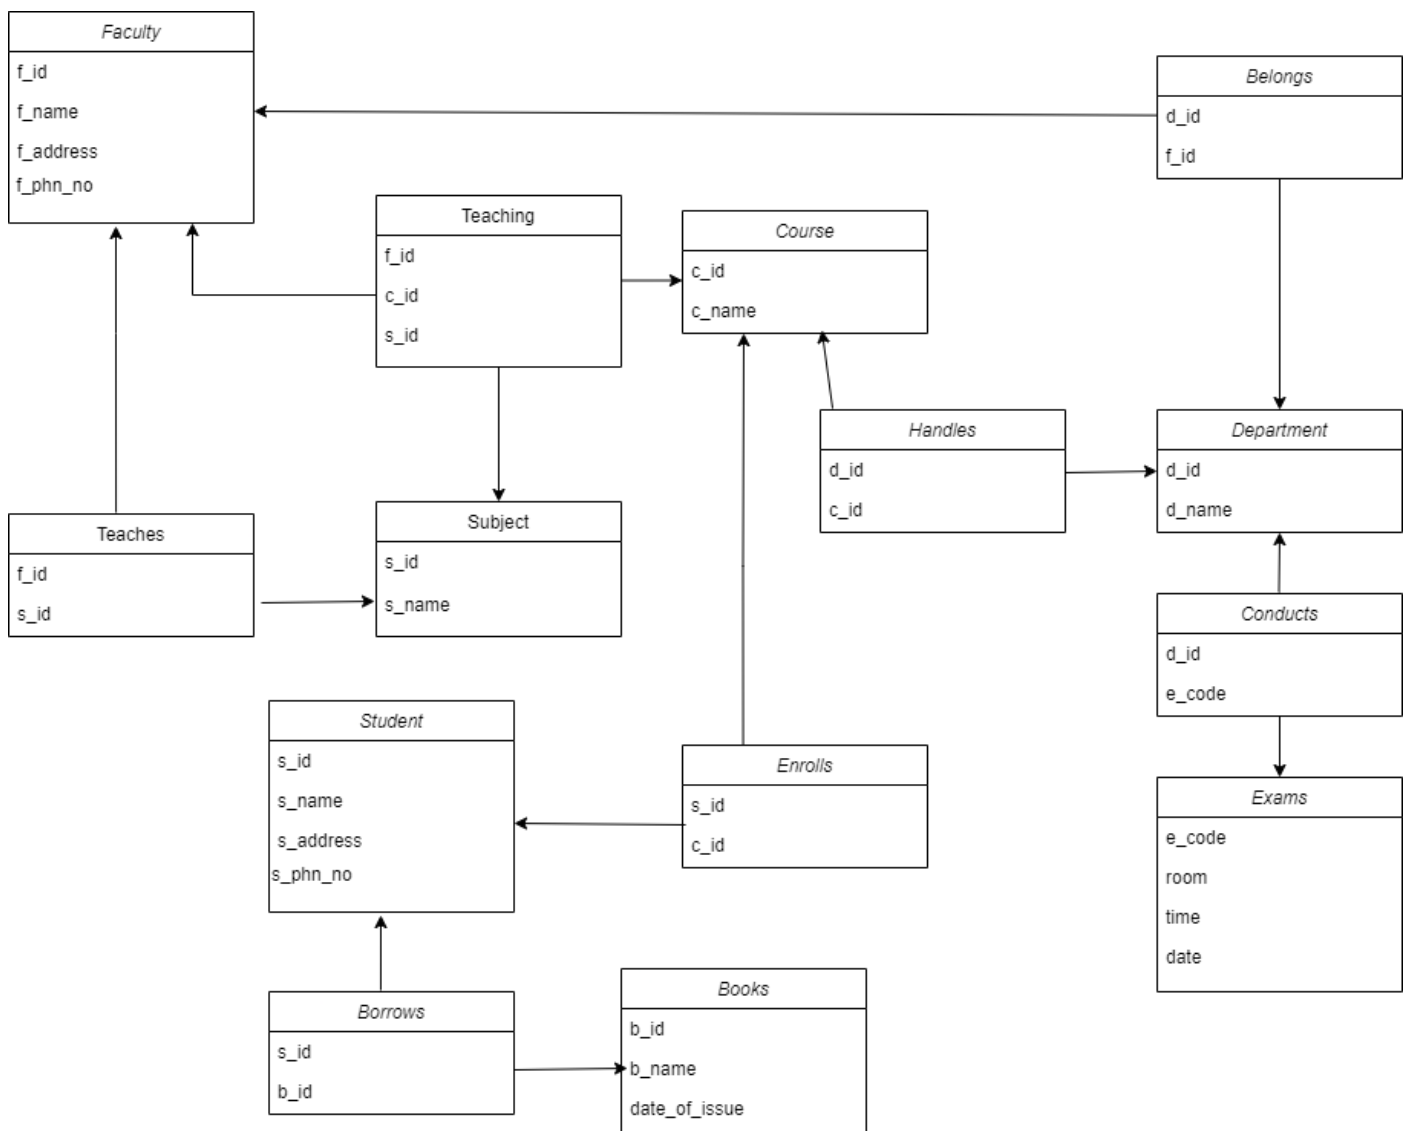 Faculty
f_id
f_name
f_address
f_phn_no
Belongs
d_id
f_id
Teaching
f_id
c_id
s_id
Course
c_id
c_name
Handles
d_id
c_id
Department
d_id
d_name
Teaches
f_id
s_id
Subject
s_id
s_name
Conducts
d_id
e_code
Student
s_id
s_name
s_address
s_phn_no
Enrolls
s_id
c_id
Exams
e_code
room
time
date
Borrows
s_id
b_id
Books
b_id
b_name
date_of_issue